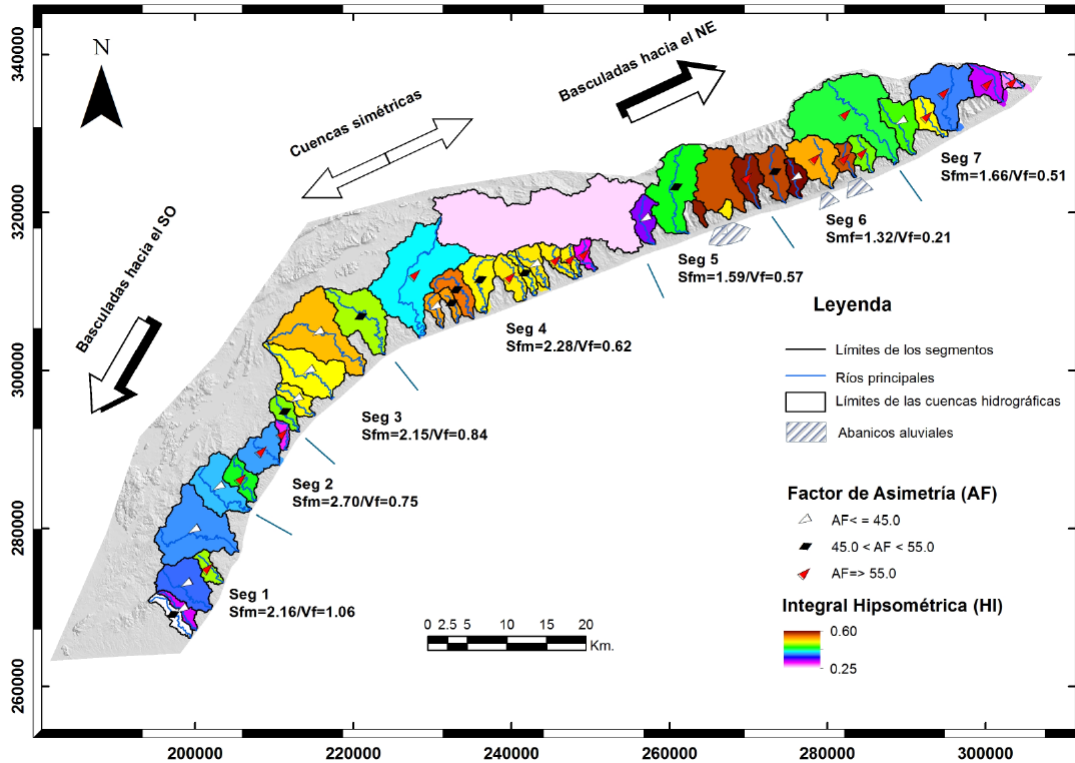 N
Basculadas hacia el NE
Cuencas simétricas
Basculadas hacia el SO
Seg 7
Sfm=1.66/Vf=0.51
Seg 6
Smf=1.32/Vf=0.21
Seg 5
Sfm=1.59/Vf=0.57
Seg 4
Sfm=2.28/Vf=0.62
Seg 3
Sfm=2.15/Vf=0.84
Seg 2
Sfm=2.70/Vf=0.75
Seg 1
Sfm=2.16/Vf=1.06
Leyenda
Límites de los segmentos
Ríos principales
Límites de las cuencas hidrográficas
Abanicos aluviales
Factor de Asimetría (AF)
AF< = 45.0
45.0 < AF < 55.0
AF=> 55.0
Integral Hipsométrica (HI)
0.60
0.25
0 2.5 5 10 15 20
Km.
340000
320000
300000
280000
260000
200000 220000 240000 260000 280000 300000